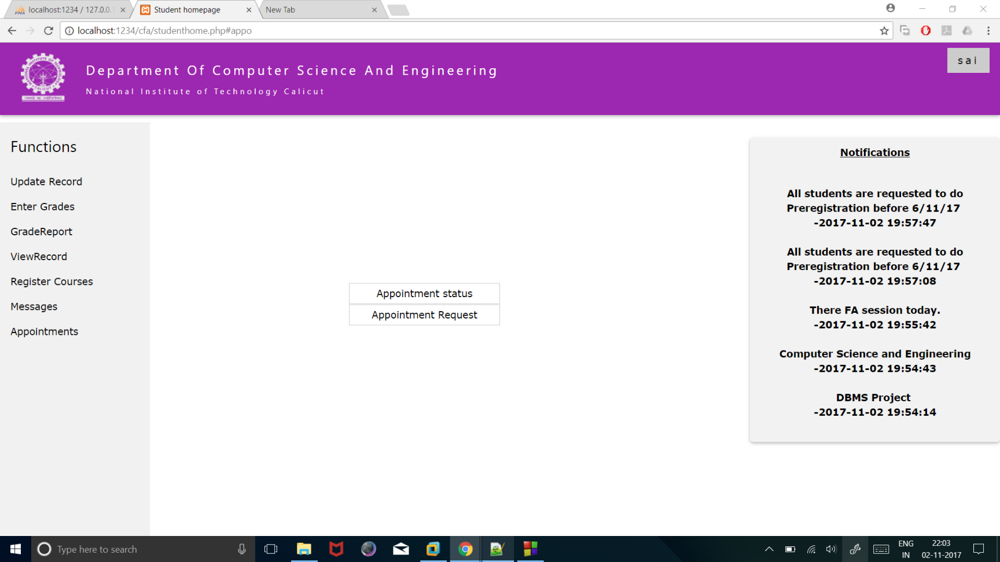 localhost:1234 / 127.0.0.1
Student homepage
New Tab
localhost:1234/cfa/studenthome.php#appo
Department Of Computer Science And Engineering
National Institute of Technology Calicut
sai
Functions
Update Record
Enter Grades
GradeReport
ViewRecord
Register Courses
Messages
Appointments
Appointment status
Appointment Request
Notifications
All students are requested to do
Preregistration before 6/11/17
-2017-11-02 19:57:47
All students are requested to do
Preregistration before 6/11/17
-2017-11-02 19:57:08
There FA session today.
-2017-11-02 19:55:42
Computer Science and Engineering
-2017-11-02 19:54:43
DBMS Project
-2017-11-02 19:54:14
Type here to search
ENG
IN
22:03
02-11-2017